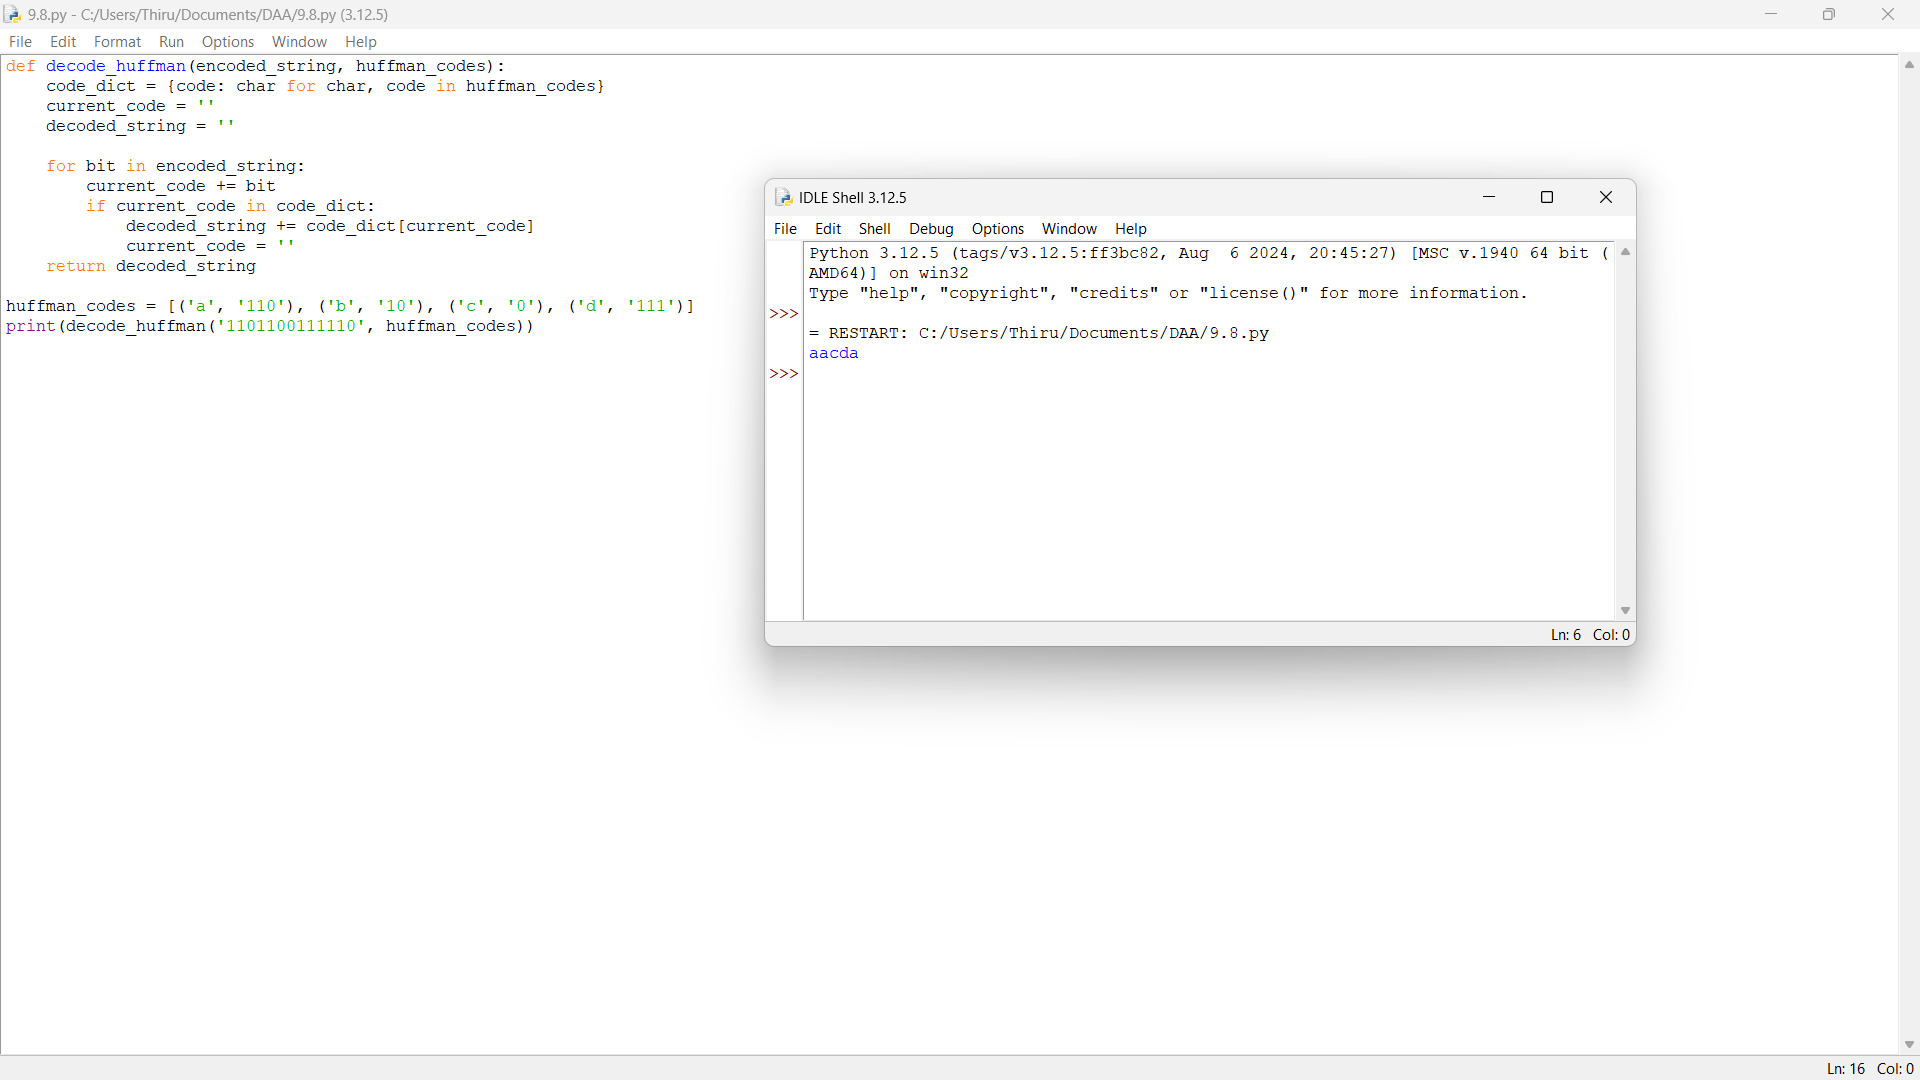 9.8.py - C:/Users/Thiru/Documents/DAA/9.8.py (3.12.5)
File Edit Format Run Options Window Help
def decode_huffman(encoded_string, huffman_codes):
    code_dict = {code: char for char, code in huffman_codes}
    current_code = ''
    decoded_string = ''
    for bit in encoded_string:
        current_code += bit
        if current_code in code_dict:
            decoded_string += code_dict[current_code]
            current_code = ''
    return decoded_string
huffman_codes = [('a', '110'), ('b', '10'), ('c', '0'), ('d', '111')]
print(decode_huffman('1101100111110', huffman_codes))
IDLE Shell 3.12.5
File Edit Shell Debug Options Window Help
Python 3.12.5 (tags/v3.12.5:ff3bc82, Aug  6 2024, 20:45:27) [MSC v.1940 64 bit (
AMD64)] on win32
Type "help", "copyright", "credits" or "license()" for more information.
>>>
= RESTART: C:/Users/Thiru/Documents/DAA/9.8.py
aacda
>>>
Ln: 6 Col: 0
Ln: 16 Col: 0